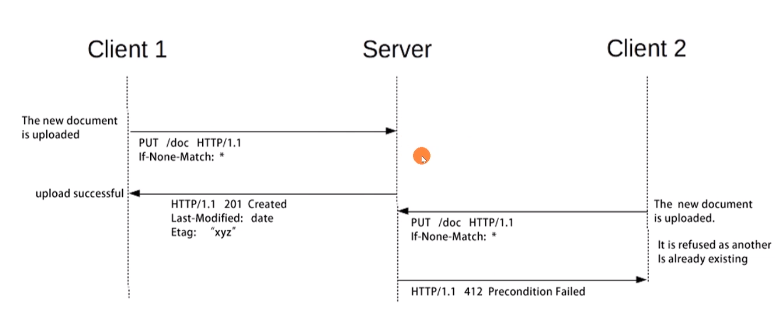 Client 1
Server
Client 2
The new document
is uploaded
PUT /doc HTTP/1.1
If-None-Match: *
upload successful
HTTP/1.1 201 Created
Last-Modified: date
Etag: "xyz"
The new document
is uploaded.
PUT /doc HTTP/1.1
If-None-Match: *
It is refused as another
Is already existing
HTTP/1.1 412 Precondition Failed